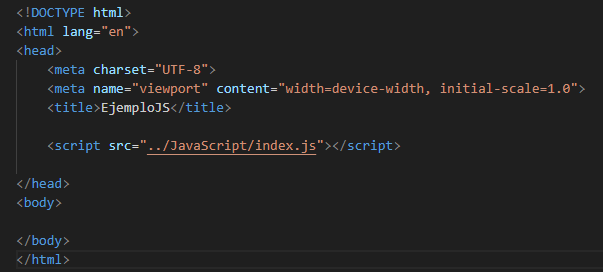 <!DOCTYPE html>
<html lang="en">
<head>
<meta charset="UTF-8">
<meta name="viewport" content="width=device-width, initial-scale=1.0">
<title>EjemploJS</title>
<script src="../JavaScript/index.js"></script>
</head>
<body>
</body>
</html>